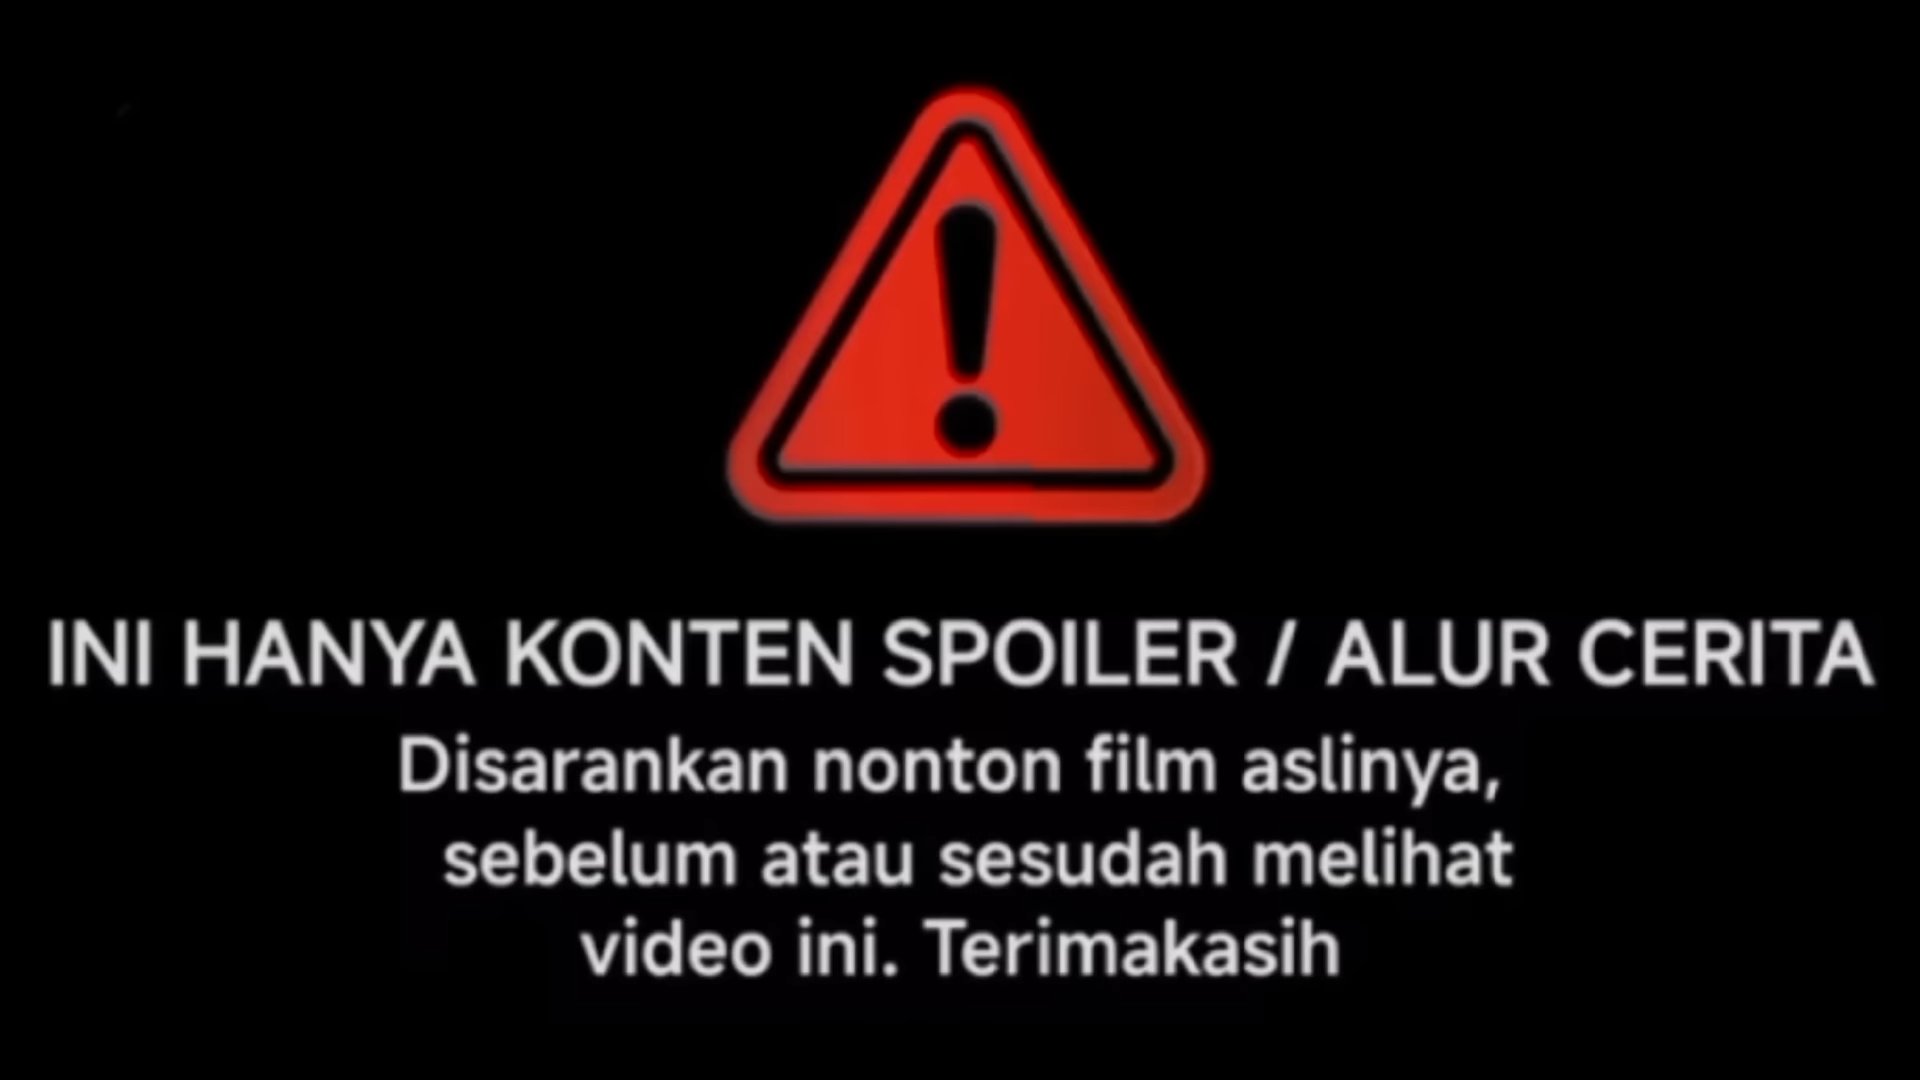 INI HANYA KONTEN SPOILER / ALUR CERITA
Disarankan nonton film aslinya,
sebelum atau sesudah melihat
video ini. Terimakasih